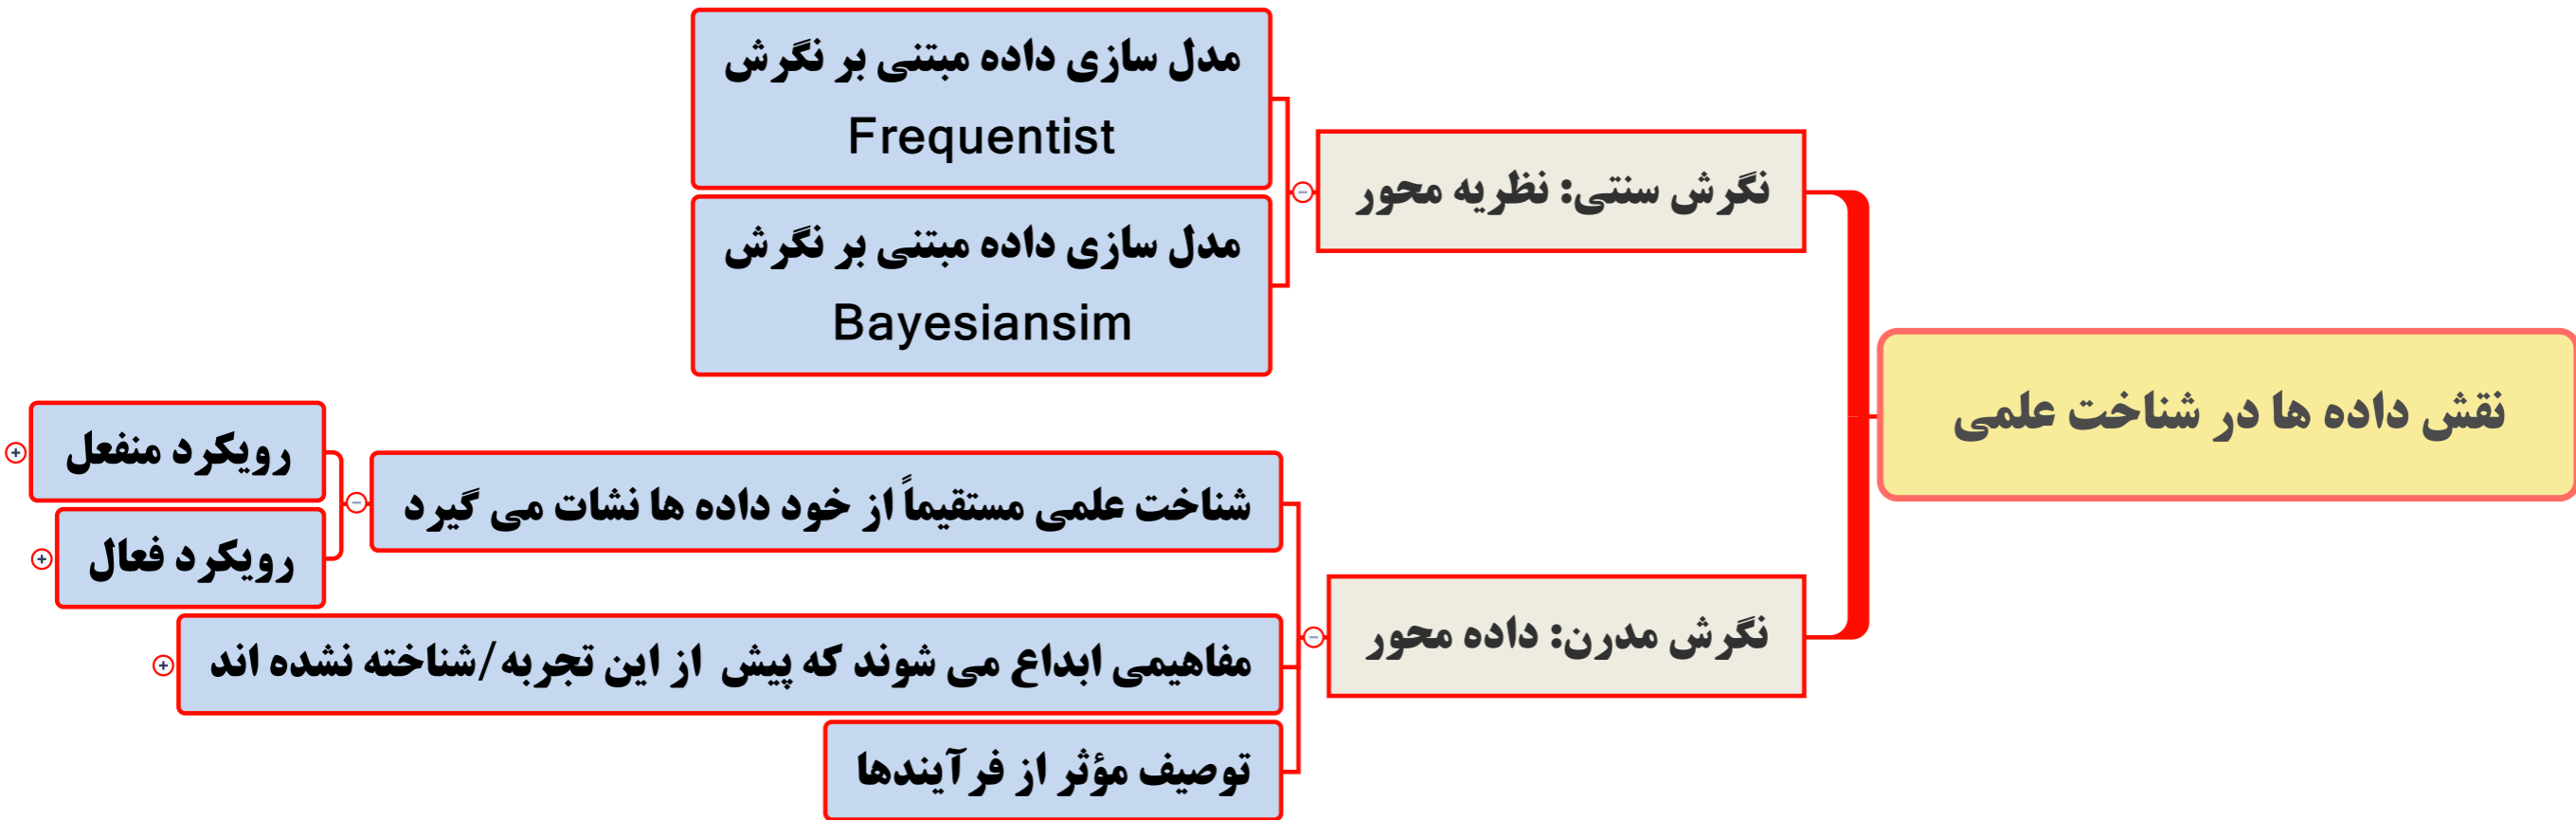 نقش داده ها در شناخت علمی
نگرش سنتی: نظریه محور
مدل سازی داده مبتنی بر نگرش
Frequentist
مدل سازی داده مبتنی بر نگرش
Bayesiansim
نگرش مدرن: داده محور
شناخت علمی مستقیماً از خود داده ها نشات می گیرد
رویکرد منفعل
رویکرد فعال
مفاهیمی ابداع می شوند که پیش از این تجربه/شناخته نشده اند
توصیف مؤثر از فرآیندها